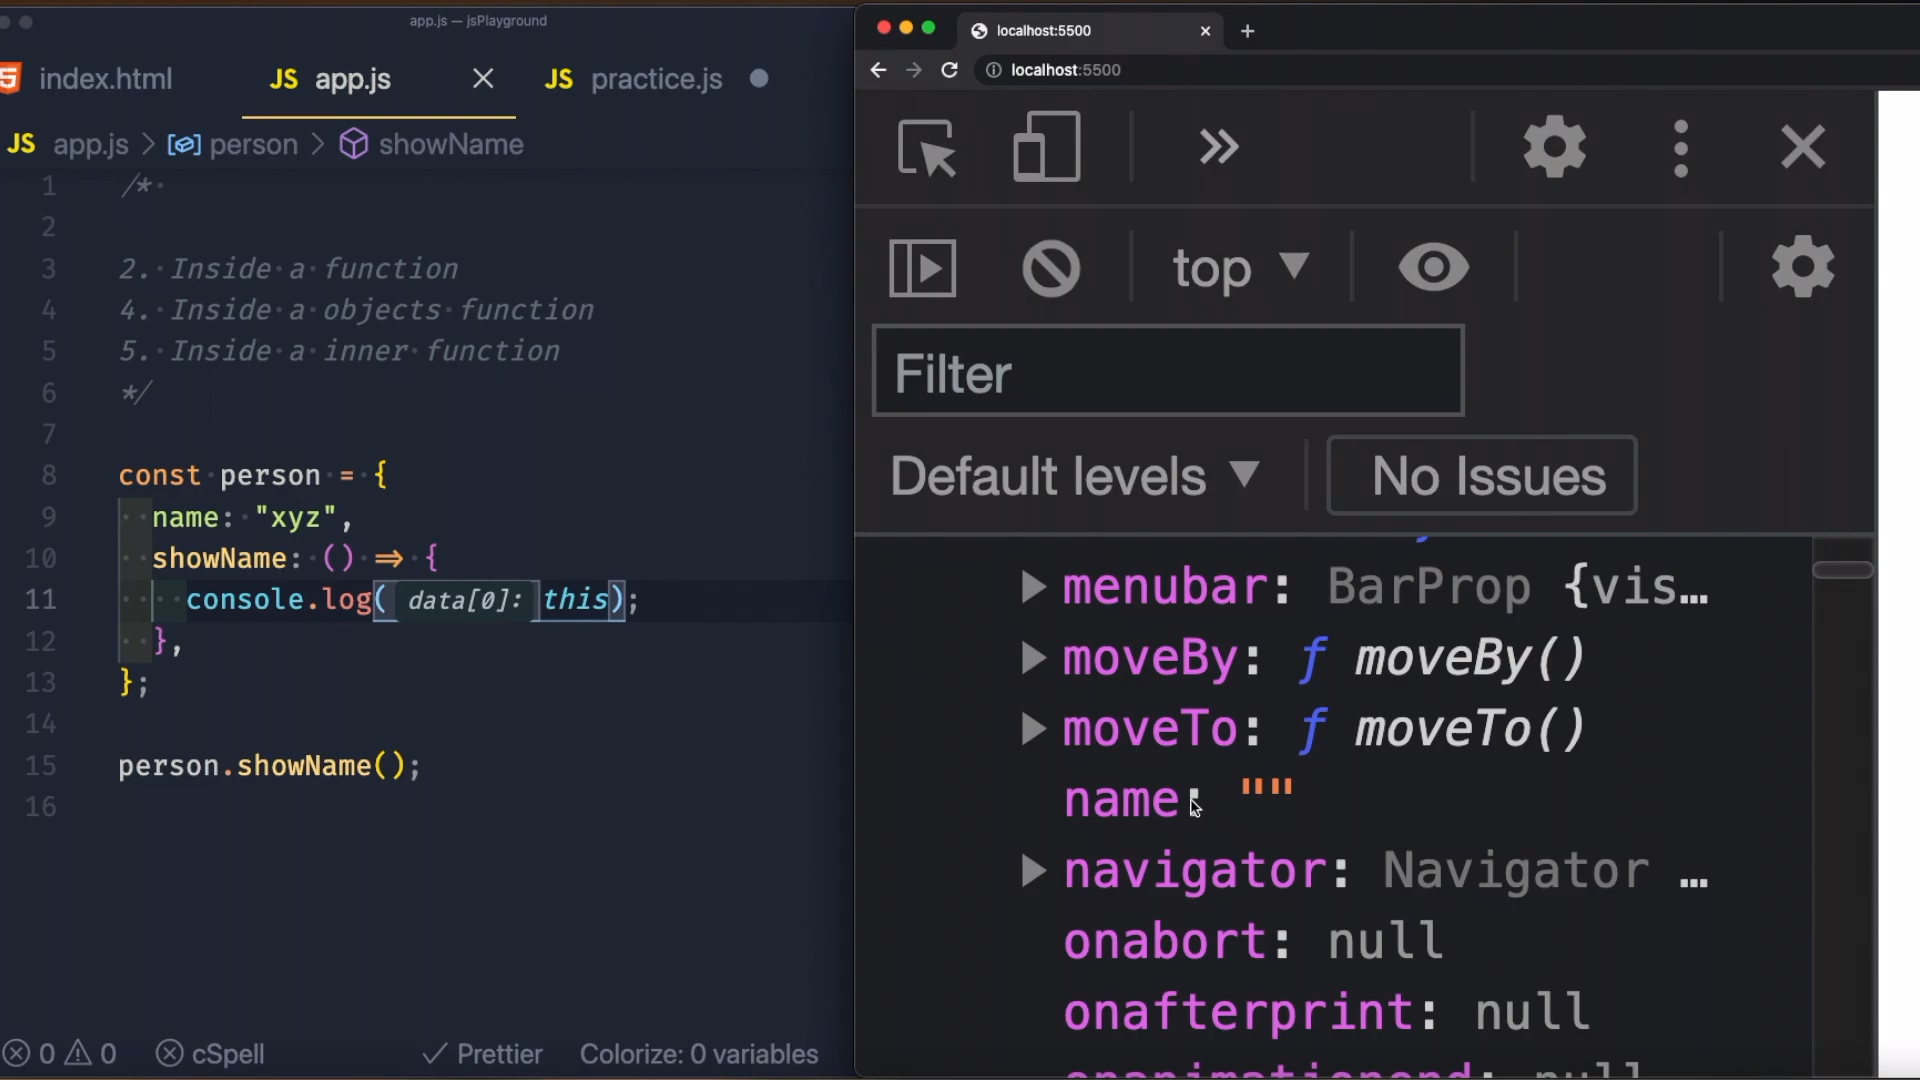 app.js — jsPlayground
index.html
JS app.js
JS practice.js
JS app.js > person > showName
1 /*
2
3 2. Inside a function
4 4. Inside a objects function
5 5. Inside a inner function
6 */
7
8 const person = {
9 name: "xyz",
10 showName: () => {
11 console.log( data[0]: this);
12 },
13 };
14
15 person.showName();
16
0 0 cSpell Prettier Colorize: 0 variables
localhost:5500
localhost:5500
top
Filter
Default levels
No Issues
menubar: BarProp {vis…
moveBy: ƒ moveBy()
moveTo: ƒ moveTo()
name: ""
navigator: Navigator …
onabort: null
onafterprint: null